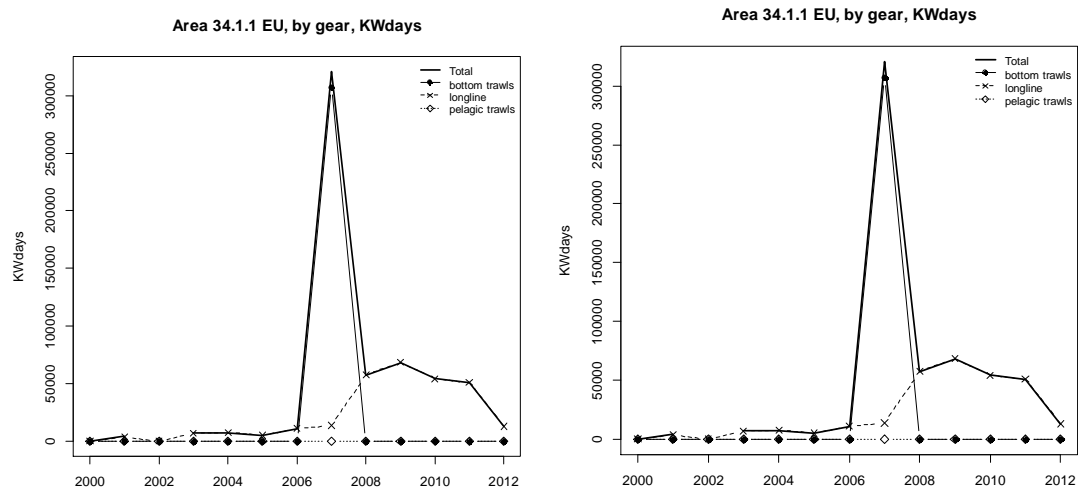 Area 34.1.1 EU, by gear, KWdays
Total
bottom trawls
longline
pelagic trawls
300000
250000
200000
150000
100000
50000
0
KWdays
2000 2002 2004 2006 2008 2010 2012
Area 34.1.1 EU, by gear, KWdays
Total
bottom trawls
longline
pelagic trawls
300000
250000
200000
150000
100000
50000
0
KWdays
2000 2002 2004 2006 2008 2010 2012